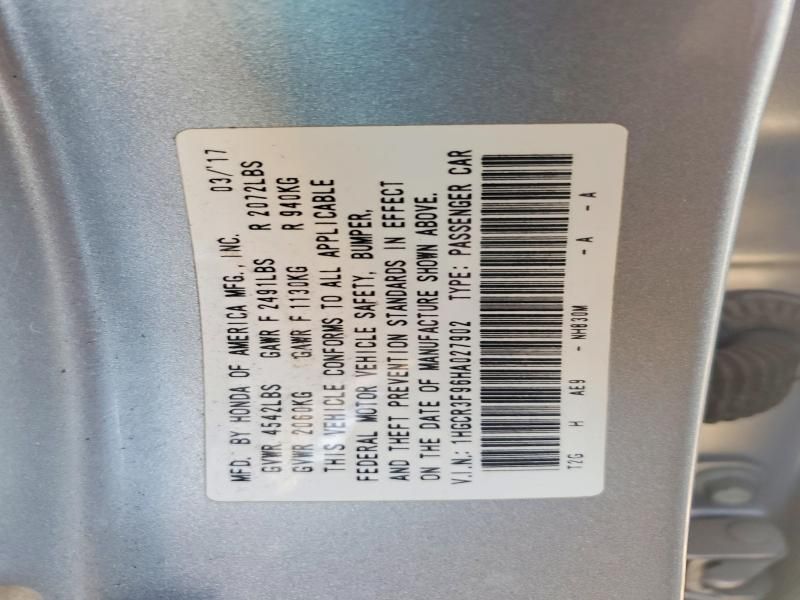 MFD. BY HONDA OF AMERICA MFG., INC. 03/'17
GVWR 4542LBS GAWR F 2491LBS R 2072LBS
GVWR 2060KG GAWR F 1130KG R 940KG
THIS VEHICLE CONFORMS TO ALL APPLICABLE
FEDERAL MOTOR VEHICLE SAFETY, BUMPER,
AND THEFT PREVENTION STANDARDS IN EFFECT
ON THE DATE OF MANUFACTURE SHOWN ABOVE.
V.I.N.: 1HGCR3F96HA027902 TYPE: PASSENGER CAR
T2G H AE9 - NH830M - A - A